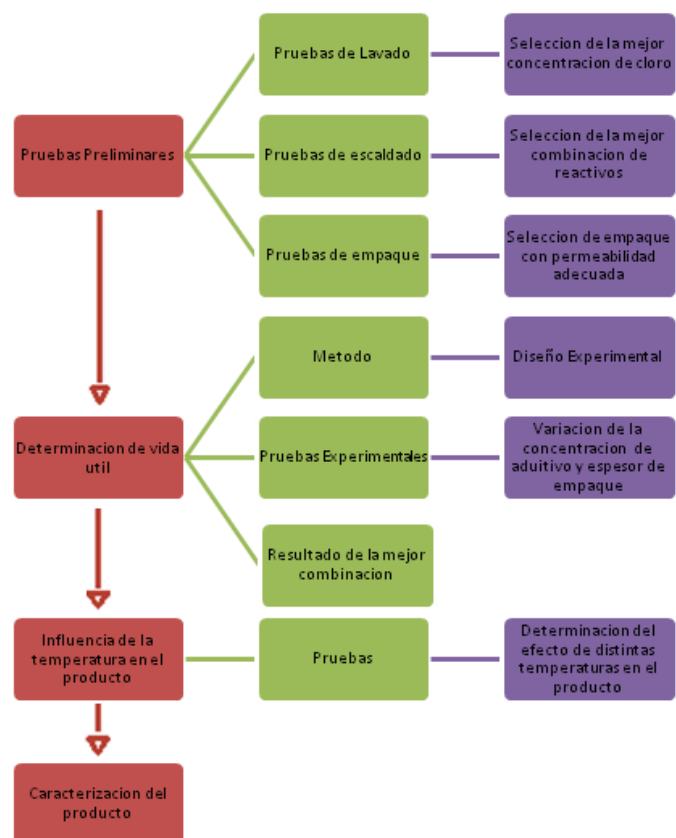 Pruebas de Lavado
Seleccion de la mejor
concentracion de cloro
Pruebas Preliminares
Pruebas de escaldado
Seleccion de la mejor
combinacion de
reactivos
Pruebas de empaque
Seleccion de empaque
con permeabilidad
adecuada
Metodo
Diseño Experimental
Determinacion de vida
util
Pruebas Experimentales
Variacion de la
concentracion de
aduitivo y espesor de
empaque
Resultado de la mejor
combinacion
Influencia de la
temperatura en el
producto
Pruebas
Determinacion del
efecto de distintas
temperaturas en el
producto
Caracterizacion del
producto